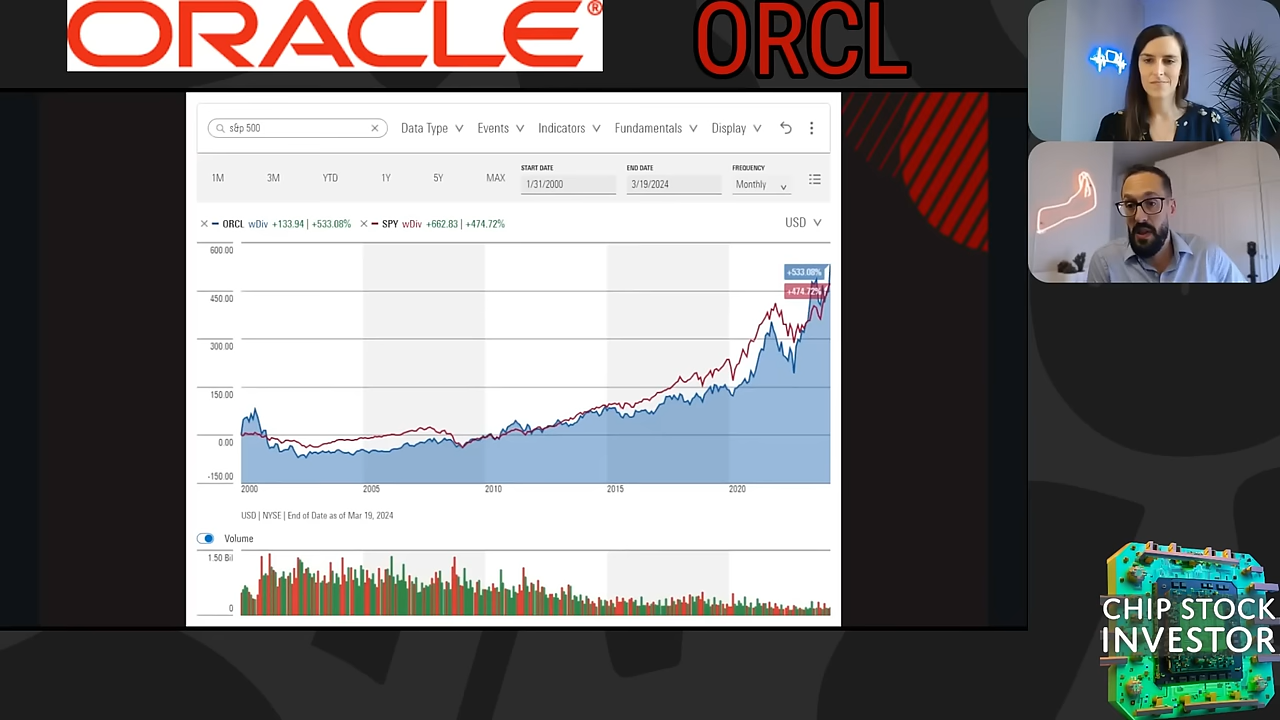 ORACLE®
ORCL
s&p 500
Data Type
Events
Indicators
Fundamentals
Display
1M
3M
YTD
1Y
5Y
MAX
START DATE
1/31/2000
END DATE
3/19/2024
FREQUENCY
Monthly
ORCL wDiv +133.94 | +533.08%
SPY wDiv +662.83 | +474.72%
USD
600.00
450.00
300.00
150.00
0.00
-150.00
+533.08%
+474.72%
2000
2005
2010
2015
2020
USD | NYSE | End of Date as of Mar 19, 2024
Volume
1.50 Bil
0
CHIP STOCK
INVESTOR